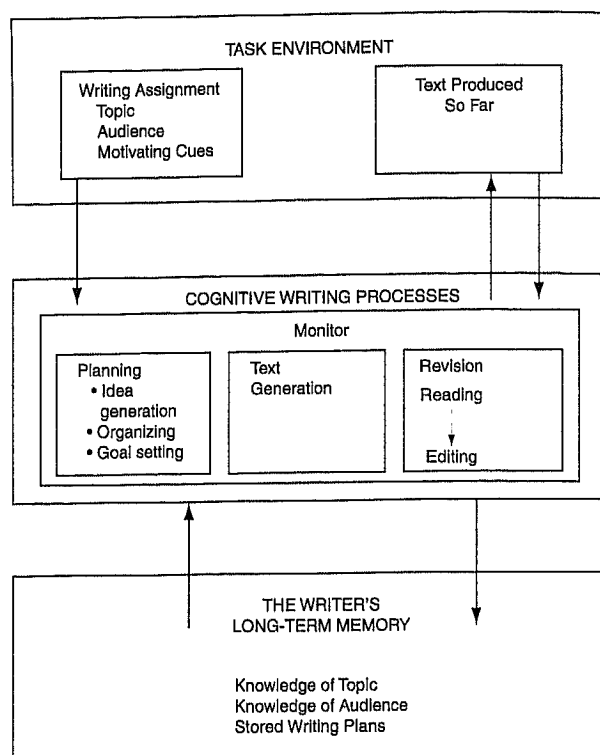 TASK ENVIRONMENT
Writing Assignment
Topic
Audience
Motivating Cues
Text Produced
So Far
COGNITIVE WRITING PROCESSES
Monitor
Planning
• Idea
generation
• Organizing
• Goal setting
Text
Generation
Revision
Reading
Editing
THE WRITER'S
LONG-TERM MEMORY
Knowledge of Topic
Knowledge of Audience
Stored Writing Plans